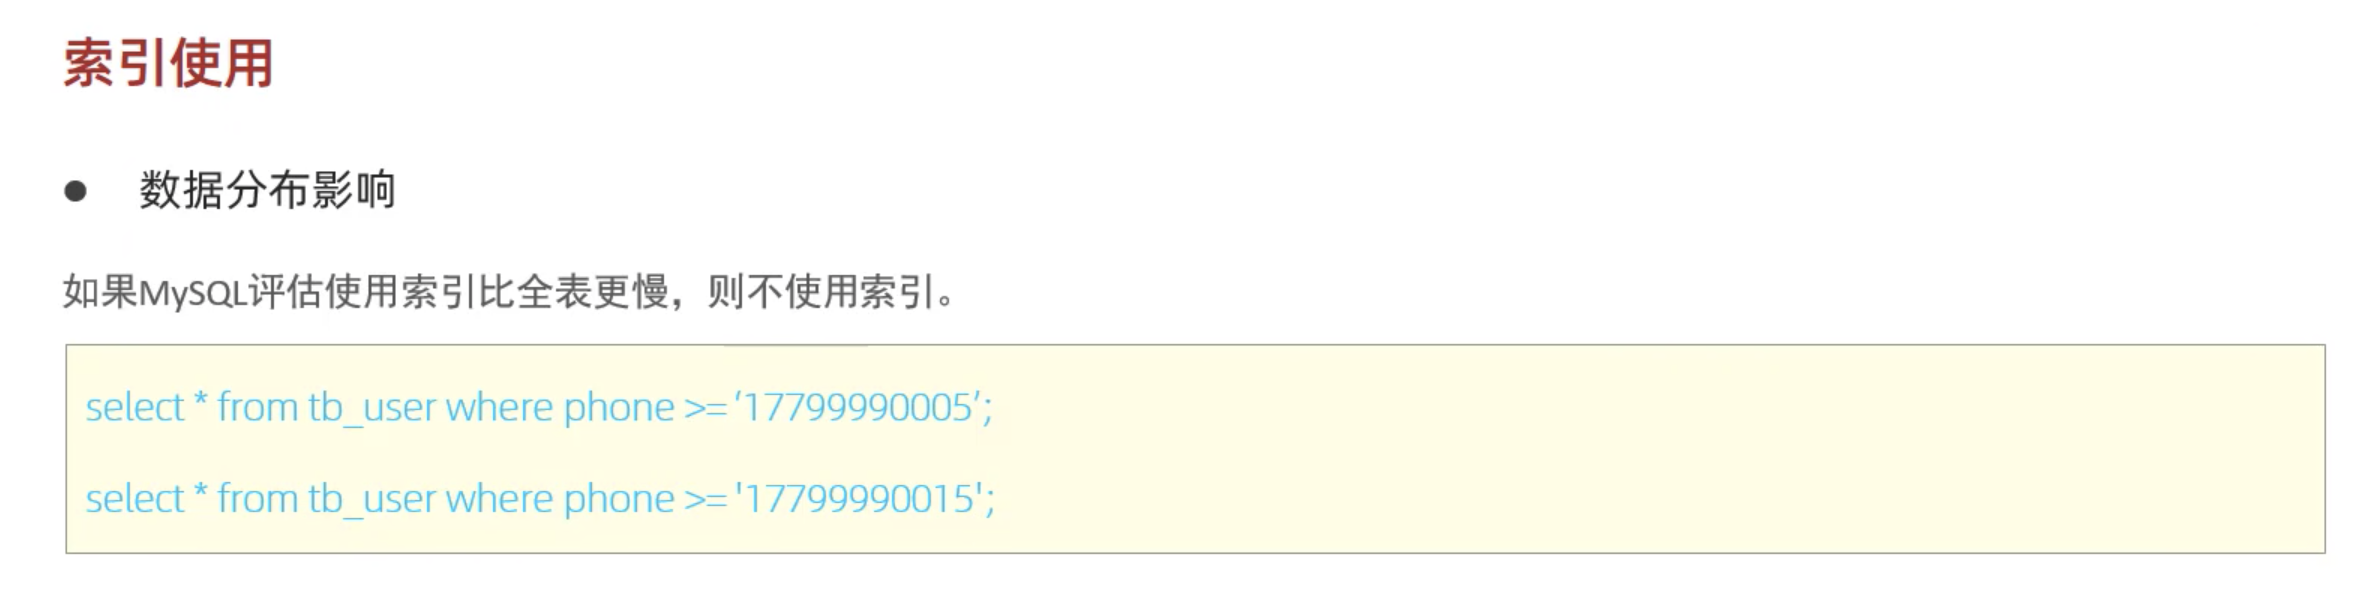 索引使用
● 数据分布影响
如果MySQL评估使用索引比全表更慢，则不使用索引。
select * from tb_user where phone >= ‘17799990005’;
select * from tb_user where phone >= '17799990015';